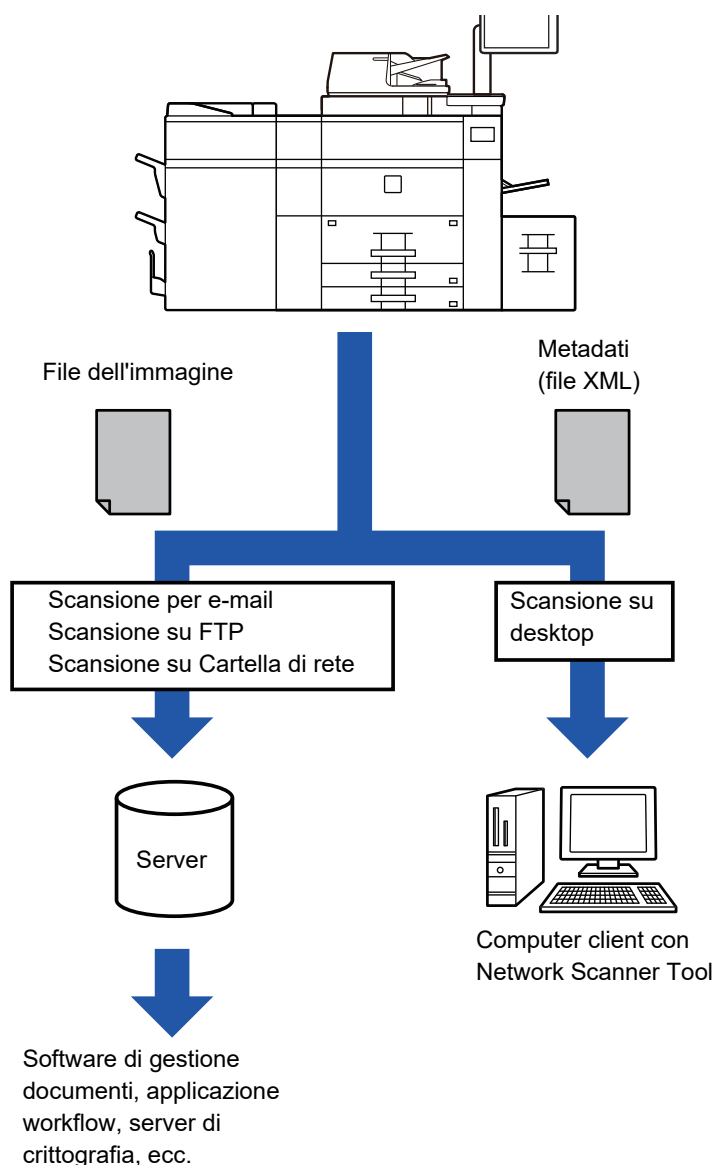 File dell'immagine
Metadati
(file XML)
Scansione per e-mail
Scansione su FTP
Scansione su Cartella di rete
Scansione su
desktop
Server
Computer client con
Network Scanner Tool
Software di gestione
documenti, applicazione
workflow, server di
crittografia, ecc.